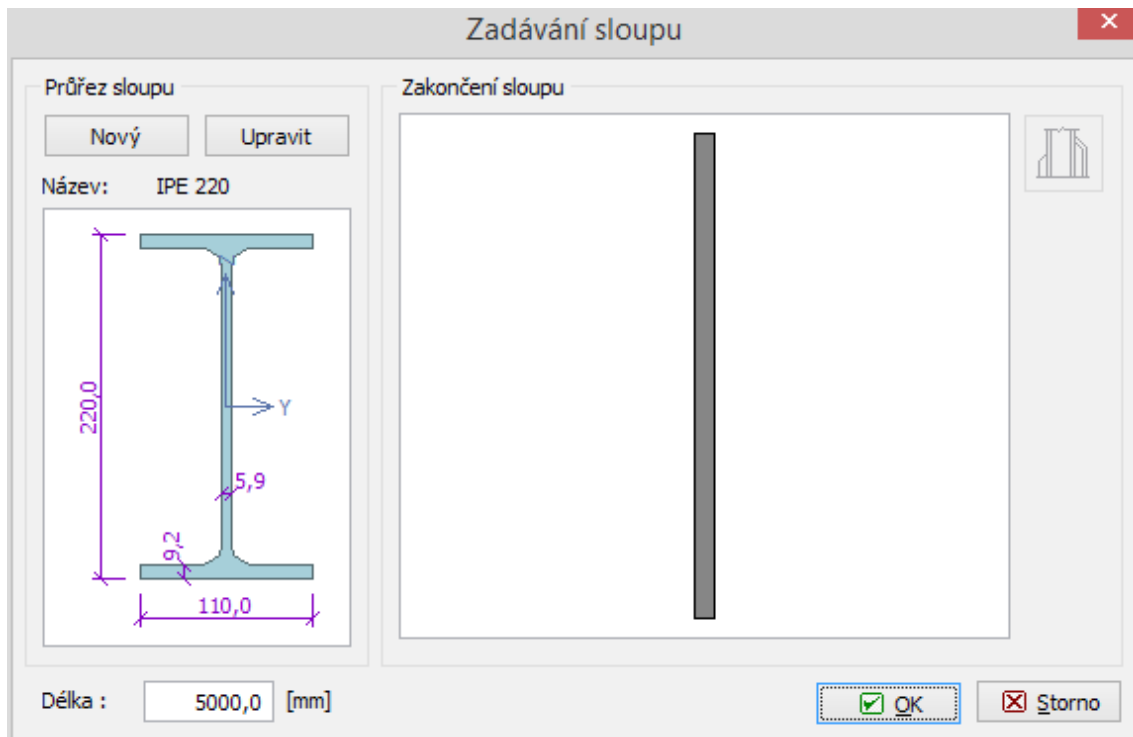 Zadávání sloupu
Průřez sloupu
Nový
Upravit
Název: IPE 220
220,0
Y
5,9
9,2
110,0
Zakončení sloupu
Délka : 5000,0 [mm]
OK
Storno